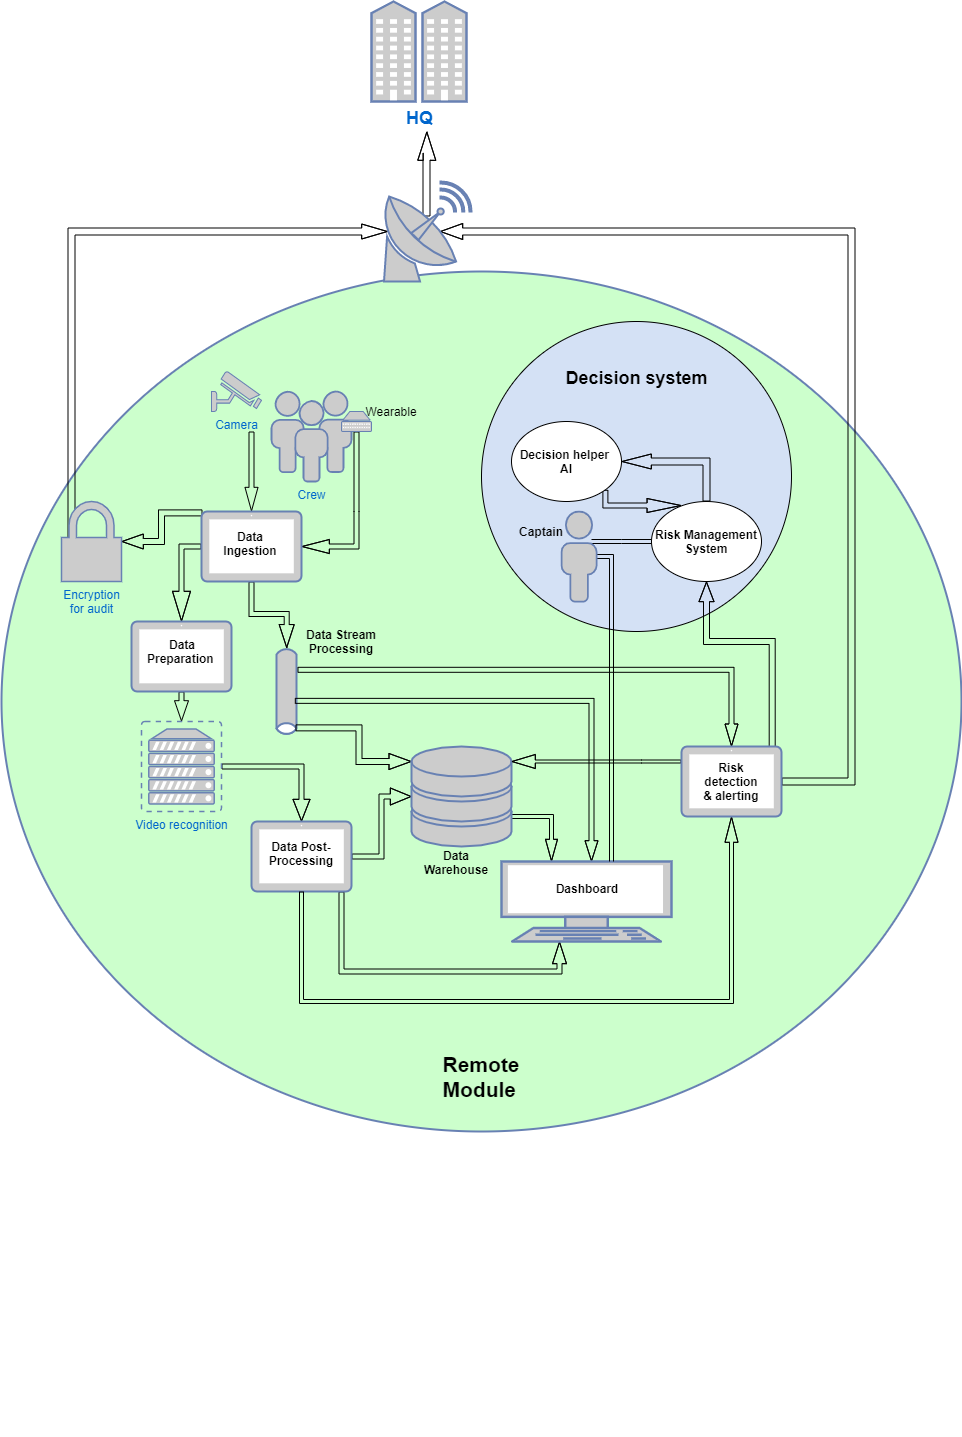 HQ
Decision system
Wearable
Camera
Decision helper
AI
Crew
Captain
Risk Management
System
Data
Ingestion
Encryption
for audit
Data Stream
Processing
Data
Preparation
Risk
detection
& alerting
Video recognition
Data Post-
Processing
Data
Warehouse
Dashboard
Remote
Module